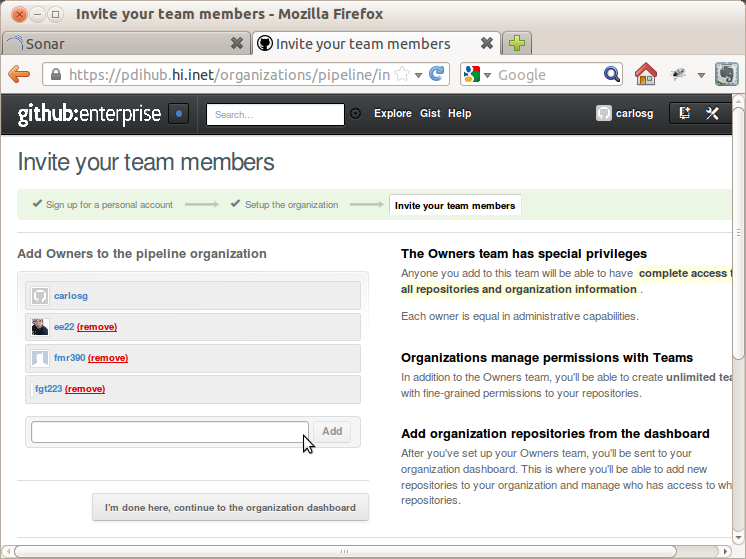 Invite your team members - Mozilla Firefox
Sonar
Invite your team members
https://pdihub.hi.inet/organizations/pipeline/in
Google
github:enterprise
Search...
Explore Gist Help
carlosg
Invite your team members
Sign up for a personal account
Setup the organization
Invite your team members
Add Owners to the pipeline organization
carlosg
ee22 (remove)
fmr390 (remove)
fgt223 (remove)
Add
I'm done here, continue to the organization dashboard
The Owners team has special privileges
Anyone you add to this team will be able to have complete access t
all repositories and organization information .
Each owner is equal in administrative capabilities.
Organizations manage permissions with Teams
In addition to the Owners team, you'll be able to create unlimited tea
with fine-grained permissions to your repositories.
Add organization repositories from the dashboard
After you've set up your Owners team, you'll be sent to your
organization dashboard. This is where you'll be able to add new
repositories to your organization and manage who has access to wh
repositories.